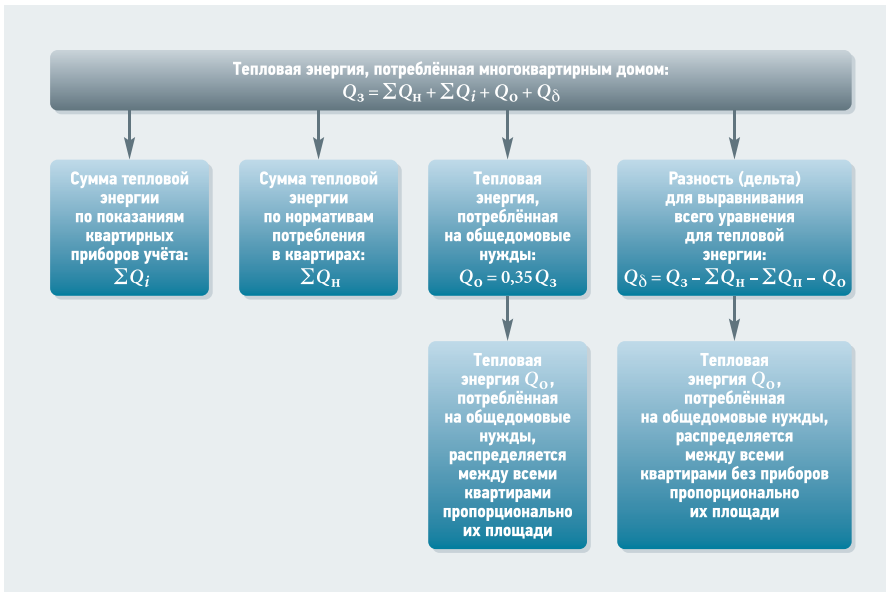 Тепловая энергия, потреблённая многоквартирным домом:
Qз = ΣQн + ΣQi + Qо + Qδ
Сумма тепловой
энергии
по показаниям
квартирных
приборов учёта:
ΣQi
Сумма тепловой
энергии
по нормативам
потребления
в квартирах:
ΣQн
Тепловая
энергия,
потреблённая
на общедомовые
нужды:
Qо = 0,35Qз
Разность (дельта)
для выравнивания
всего уравнения
для тепловой
энергии:
Qδ = Qз – ΣQн – ΣQп – Qо
Тепловая
энергия Qо,
потреблённая
на общедомовые
нужды,
распределяется
между всеми
квартирами
пропорционально
их площади
Тепловая
энергия Qо,
потреблённая
на общедомовые нужды,
распределяется
между всеми
квартирами без приборов
пропорционально
их площади